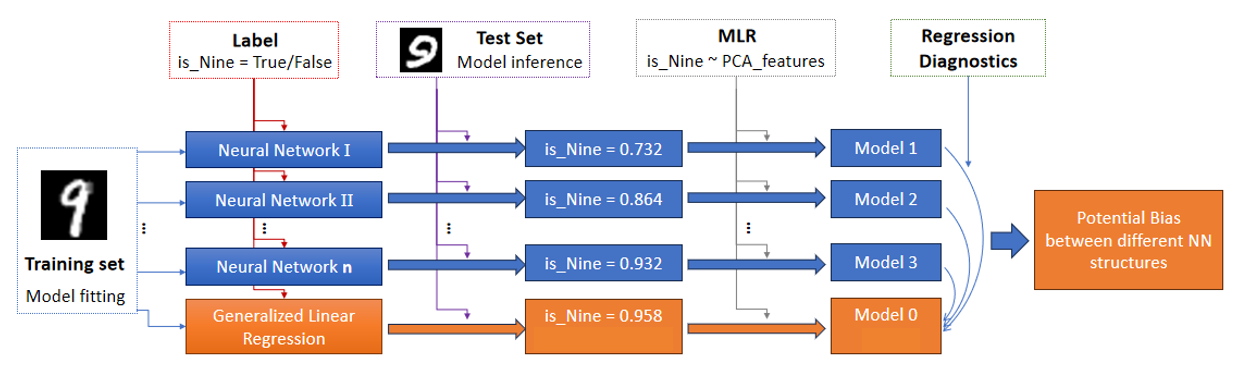 Label
is_Nine = True/False
Test Set
Model inference
MLR
is_Nine ~ PCA_features
Regression
Diagnostics
Training set
Model fitting
Neural Network I
is_Nine = 0.732
Model 1
Neural Network II
is_Nine = 0.864
Model 2
...
...
...
...
Neural Network n
is_Nine = 0.932
Model 3
Generalized Linear
Regression
is_Nine = 0.958
Model 0
Potential Bias
between different NN
structures